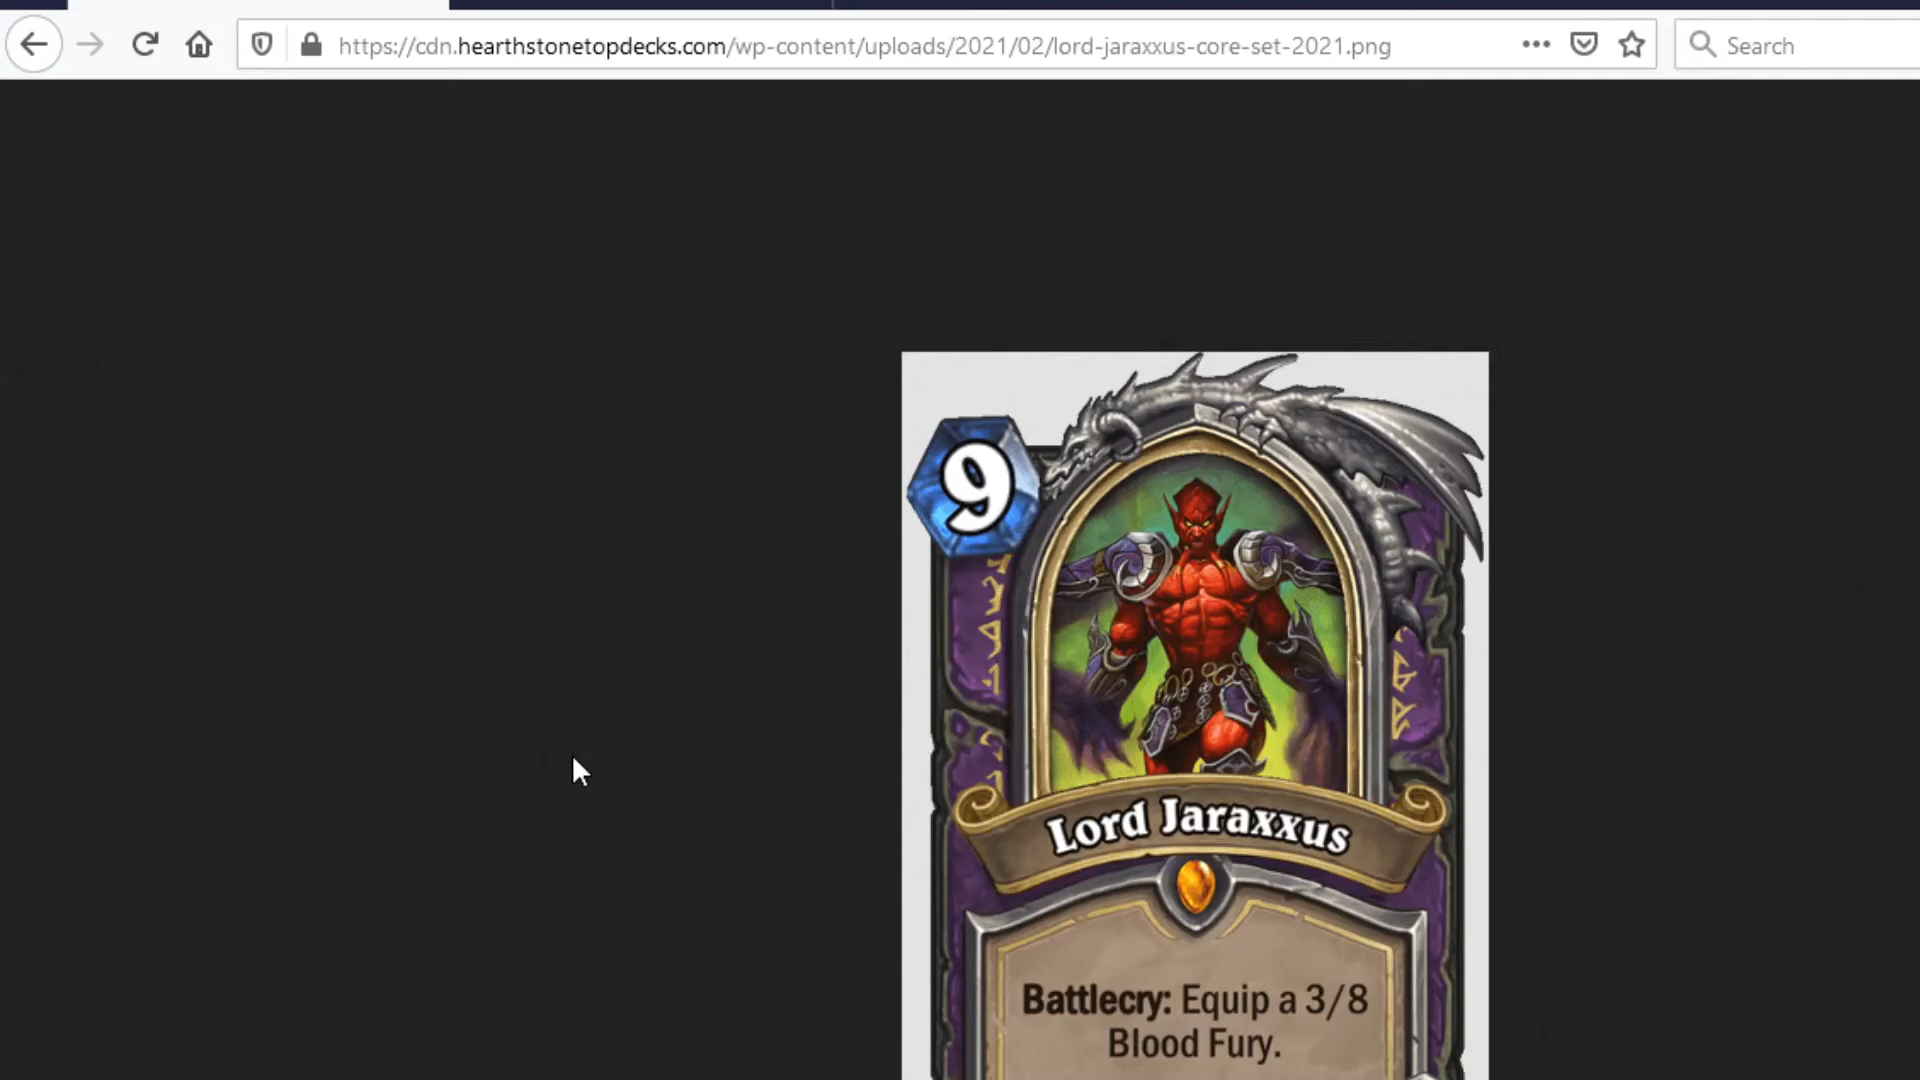 https://cdn.hearthstonetopdecks.com/wp-content/uploads/2021/02/lord-jaraxxus-core-set-2021.png
Search
9
Lord Jaraxxus
Battlecry: Equip a 3/8
Blood Fury.